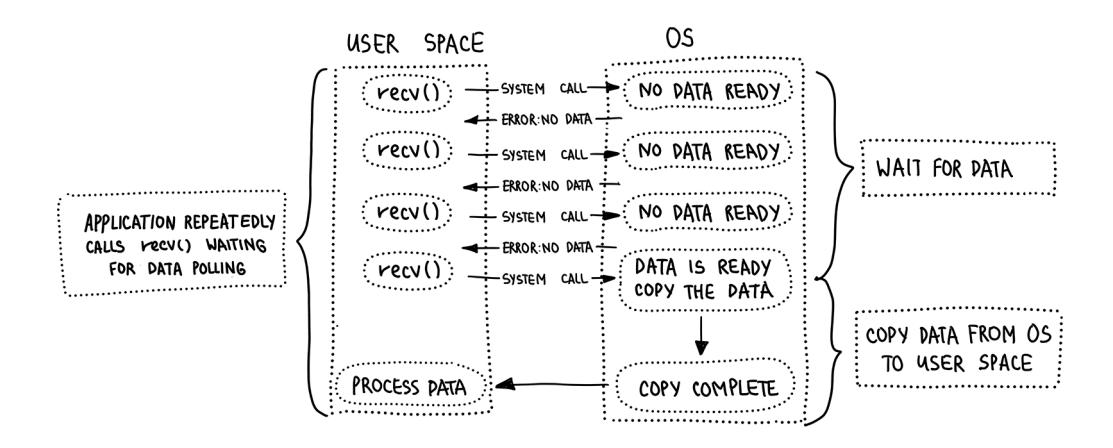 USER SPACE
OS
recv()
SYSTEM CALL
NO DATA READY
ERROR:NO DATA
recv()
SYSTEM CALL
NO DATA READY
ERROR:NO DATA
recv()
SYSTEM CALL
NO DATA READY
ERROR:NO DATA
recv()
SYSTEM CALL
DATA IS READY
COPY THE DATA
PROCESS DATA
COPY COMPLETE
APPLICATION REPEATEDLY
CALLS recv() WAITING
FOR DATA POLLING
WAIT FOR DATA
COPY DATA FROM OS
TO USER SPACE